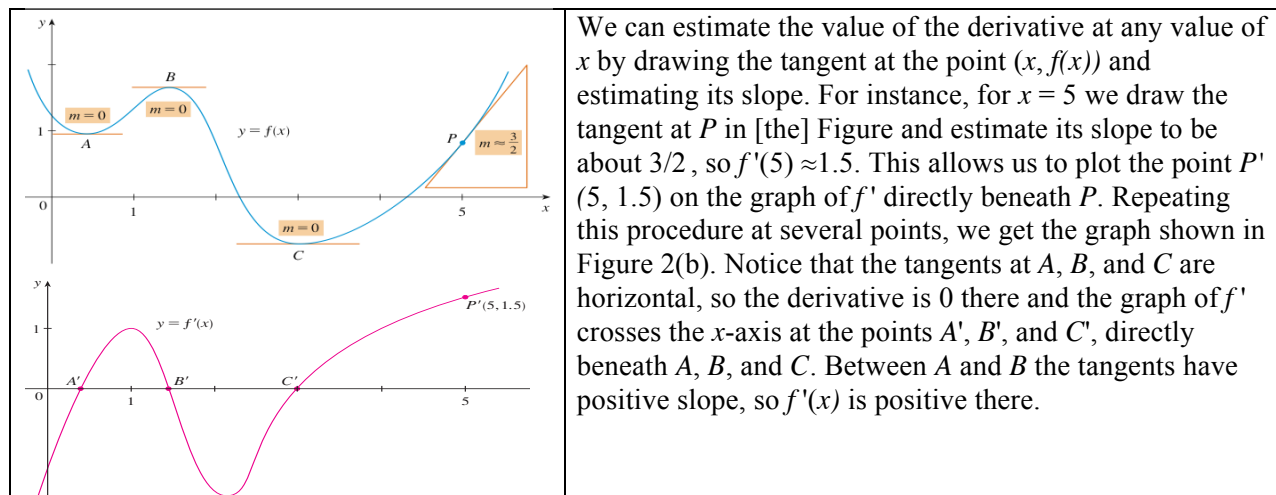 y
B
m = 0
m = 0
1
A
y = f(x)
P
m ≈ 3/2
0
1
5
x
m = 0
C
y
P′(5, 1.5)
y = f′(x)
1
A′
B′
C′
0
1
5
We can estimate the value of the derivative at any value of
x by drawing the tangent at the point (x, f(x)) and
estimating its slope. For instance, for x = 5 we draw the
tangent at P in [the] Figure and estimate its slope to be
about 3/2 , so f '(5) ≈1.5. This allows us to plot the point P'
(5, 1.5) on the graph of f ' directly beneath P. Repeating
this procedure at several points, we get the graph shown in
Figure 2(b). Notice that the tangents at A, B, and C are
horizontal, so the derivative is 0 there and the graph of f '
crosses the x-axis at the points A', B', and C', directly
beneath A, B, and C. Between A and B the tangents have
positive slope, so f '(x) is positive there.